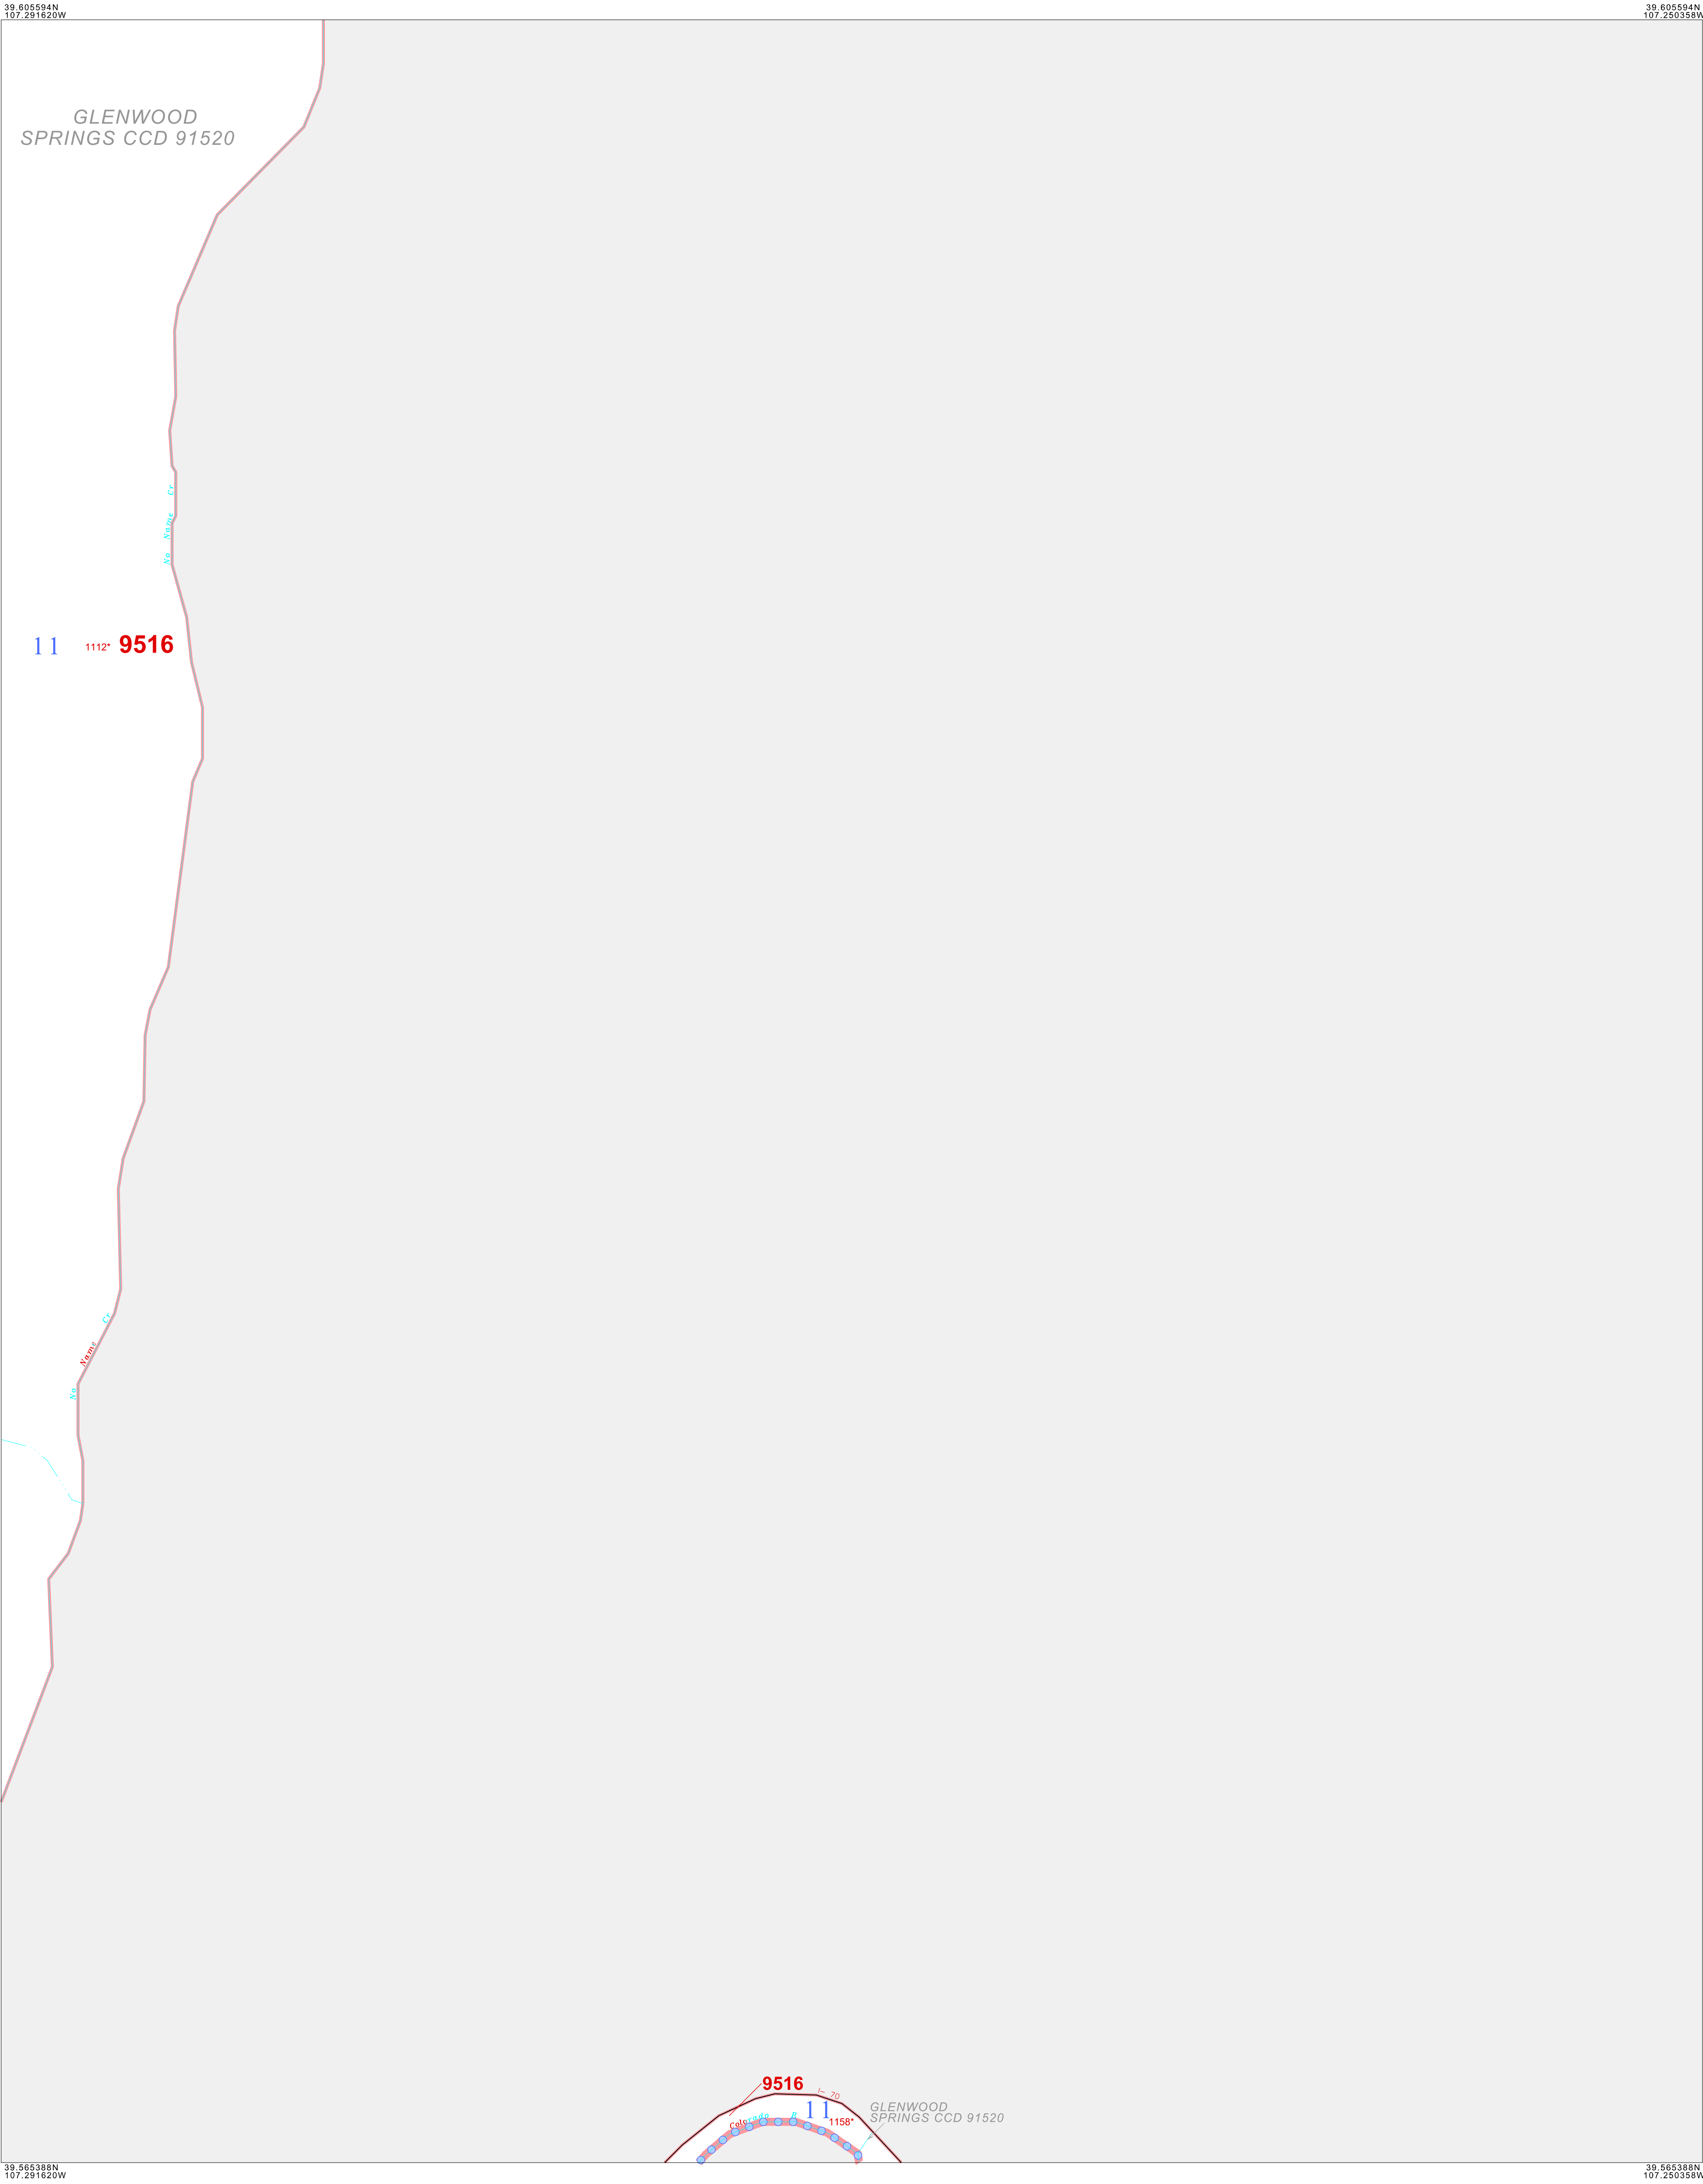 39.605594N
107.291620W
39.605594N
107.250358W
GLENWOOD
SPRINGS CCD 91520
No Name Cr
11 1112* 9516
No Name Cr
9516
I- 70
11
Colorado R
1158*
GLENWOOD
SPRINGS CCD 91520
39.565388N
107.291620W
39.565388N
107.250358W